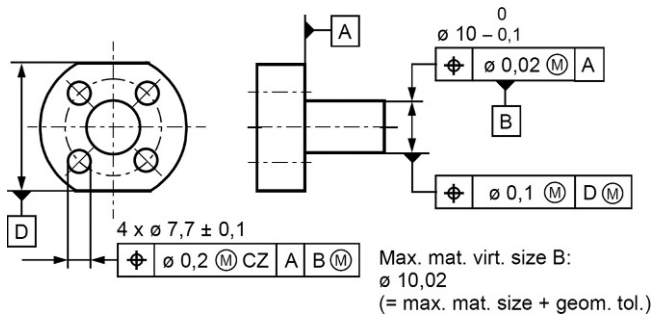 A
0
ø 10 – 0,1
⌖ ø 0,02 Ⓜ A
B
⌖ ø 0,1 Ⓜ D Ⓜ
D
4 x ø 7,7 ± 0,1
⌖ ø 0,2 Ⓜ CZ A B Ⓜ
Max. mat. virt. size B:
ø 10,02
(= max. mat. size + geom. tol.)